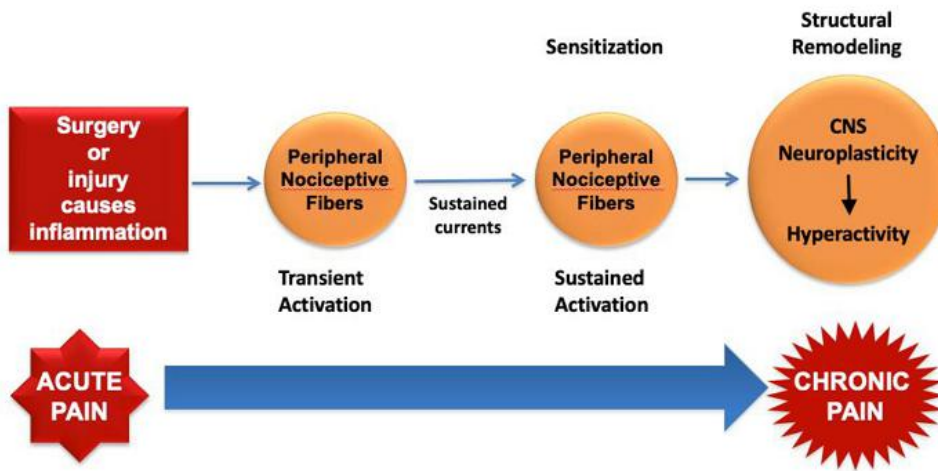 Sensitization
Structural
Remodeling
Surgery
or
injury
causes
inflammation
Peripheral
Nociceptive
Fibers
Sustained
currents
Peripheral
Nociceptive
Fibers
CNS
Neuroplasticity
Hyperactivity
Transient
Activation
Sustained
Activation
ACUTE
PAIN
CHRONIC
PAIN